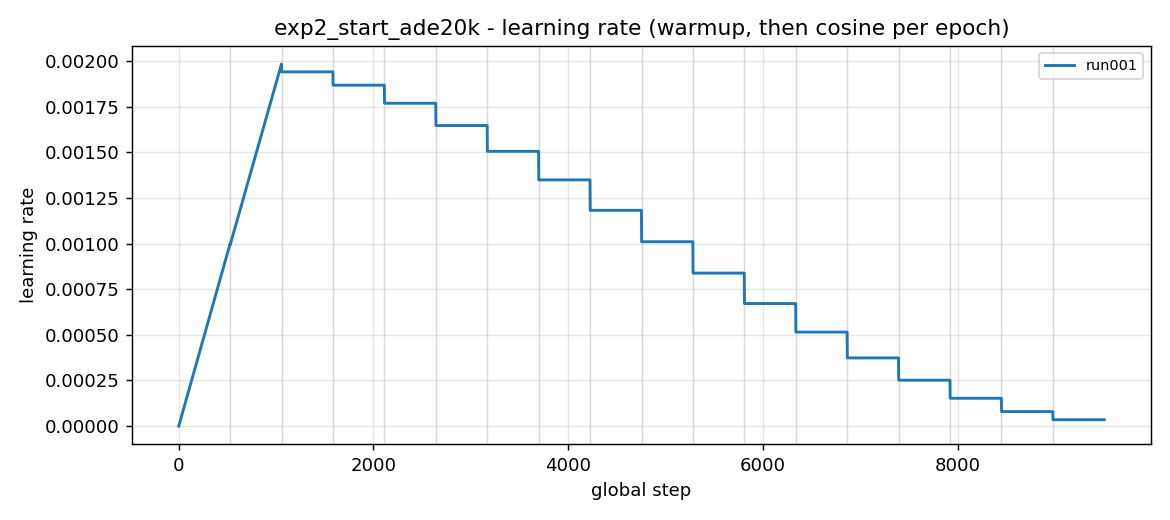 exp2_start_ade20k - learning rate (warmup, then cosine per epoch)
run001
0.00200
0.00175
0.00150
0.00125
0.00100
0.00075
0.00050
0.00025
0.00000
learning rate
0 2000 4000 6000 8000
global step